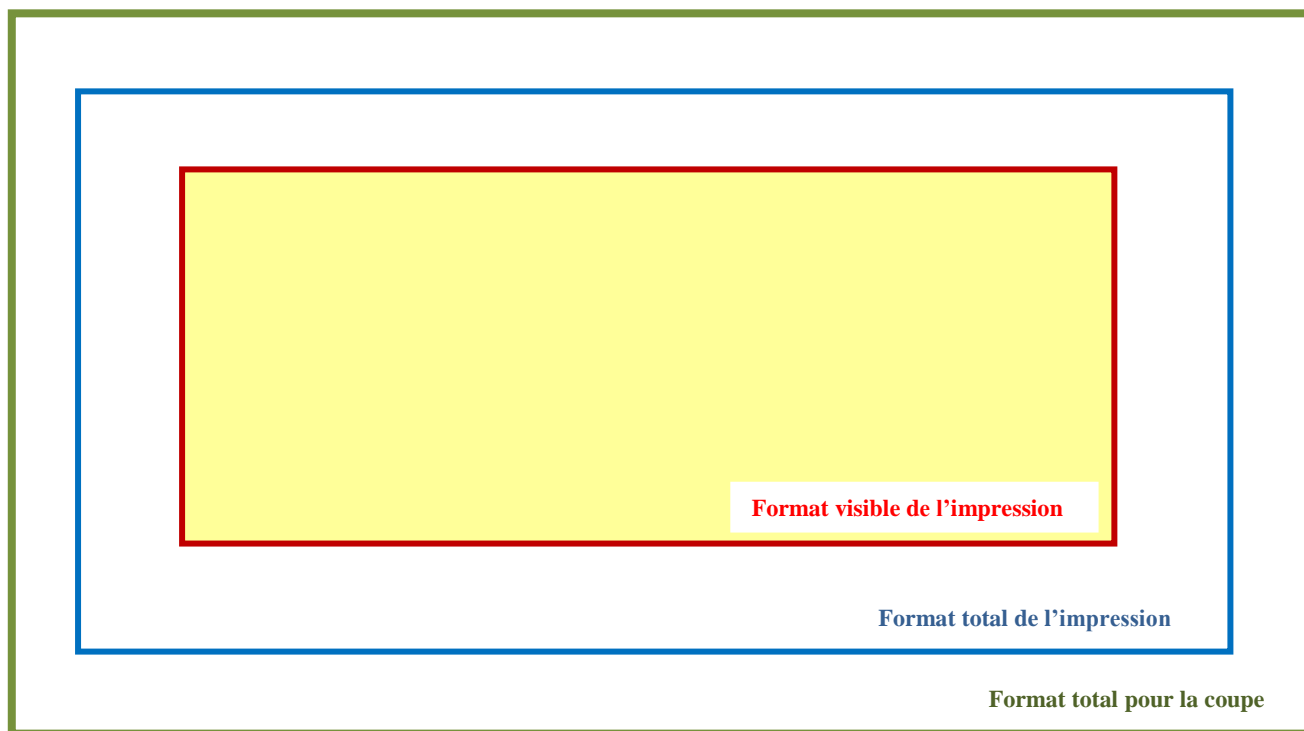 Format visible de l’impression
Format total de l’impression
Format total pour la coupe